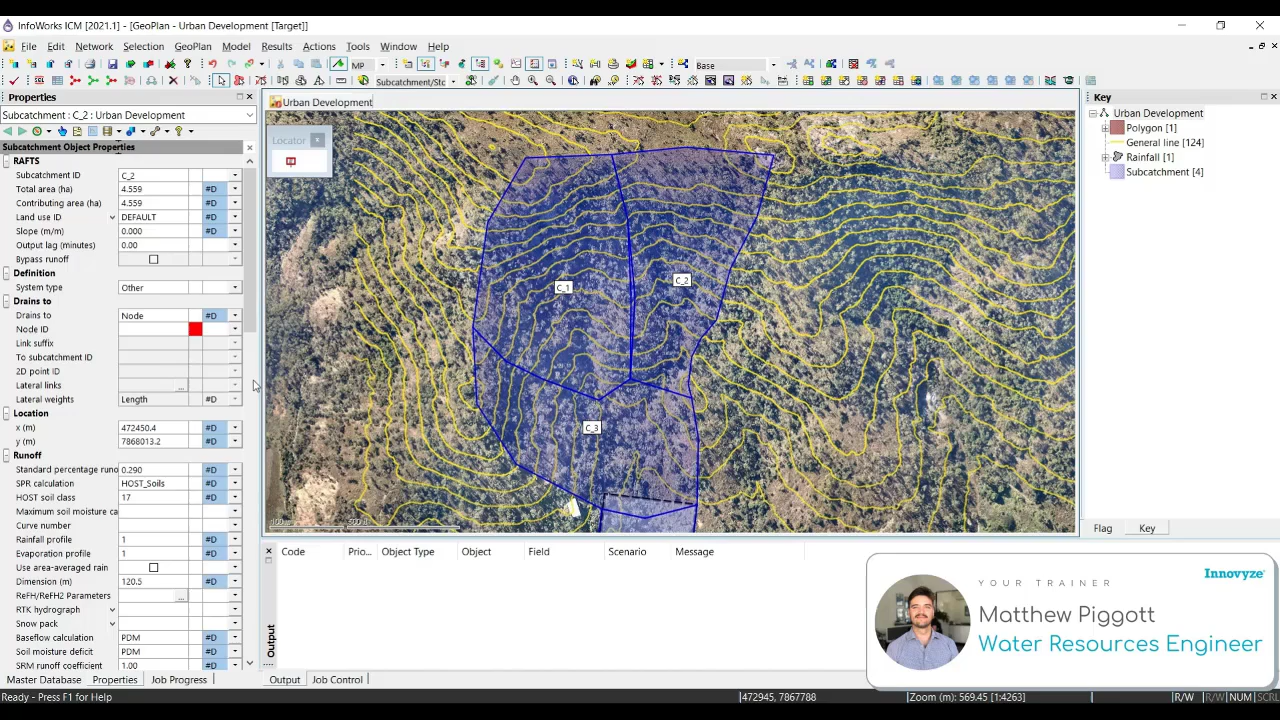 InfoWorks ICM [2021.1] - [GeoPlan - Urban Development [Target]]
File Edit Network Selection GeoPlan Model Results Actions Tools Window Help
MP Base
Subcatchment/Stc
Properties
Subcatchment : C_2 : Urban Development
Subcatchment Object Properties
RAFTS
Subcatchment ID C_2
Total area (ha) 4.559 #D
Contributing area (ha) 4.559 #D
Land use ID DEFAULT #D
Slope (m/m) 0.000 #D
Output lag (minutes) 0.00
Bypass runoff
Definition
System type Other
Drains to
Drains to Node #D
Node ID
Link suffix
To subcatchment ID
2D point ID
Lateral links ...
Lateral weights Length #D
Location
x (m) 472450.4 #D
y (m) 7868013.2 #D
Runoff
Standard percentage runo 0.290 #D
SPR calculation HOST_Soils #D
HOST soil class 17 #D
Maximum soil moisture ca
Curve number
Rainfall profile 1 #D
Evaporation profile 1 #D
Use area-averaged rain
Dimension (m) 120.5 #D
ReFH/ReFH2 Parameters ...
RTK hydrograph
Snow pack
Baseflow calculation PDM #D
Soil moisture deficit PDM #D
SRM runoff coefficient 1.00 #D
Master Database Properties Job Progress
Urban Development
Locator
C_1
C_2
C_3
Key
Urban Development
Polygon [1]
General line [124]
Rainfall [1]
Subcatchment [4]
Flag Key
Code Prio... Object Type Object Field Scenario Message
Output
Output Job Control
YOUR TRAINER
Innovyze
Matthew Piggott
Water Resources Engineer
Ready - Press F1 for Help 472945, 7867788 Zoom (m): 569.45 [1:4263] R/W R/W NUM SCRL